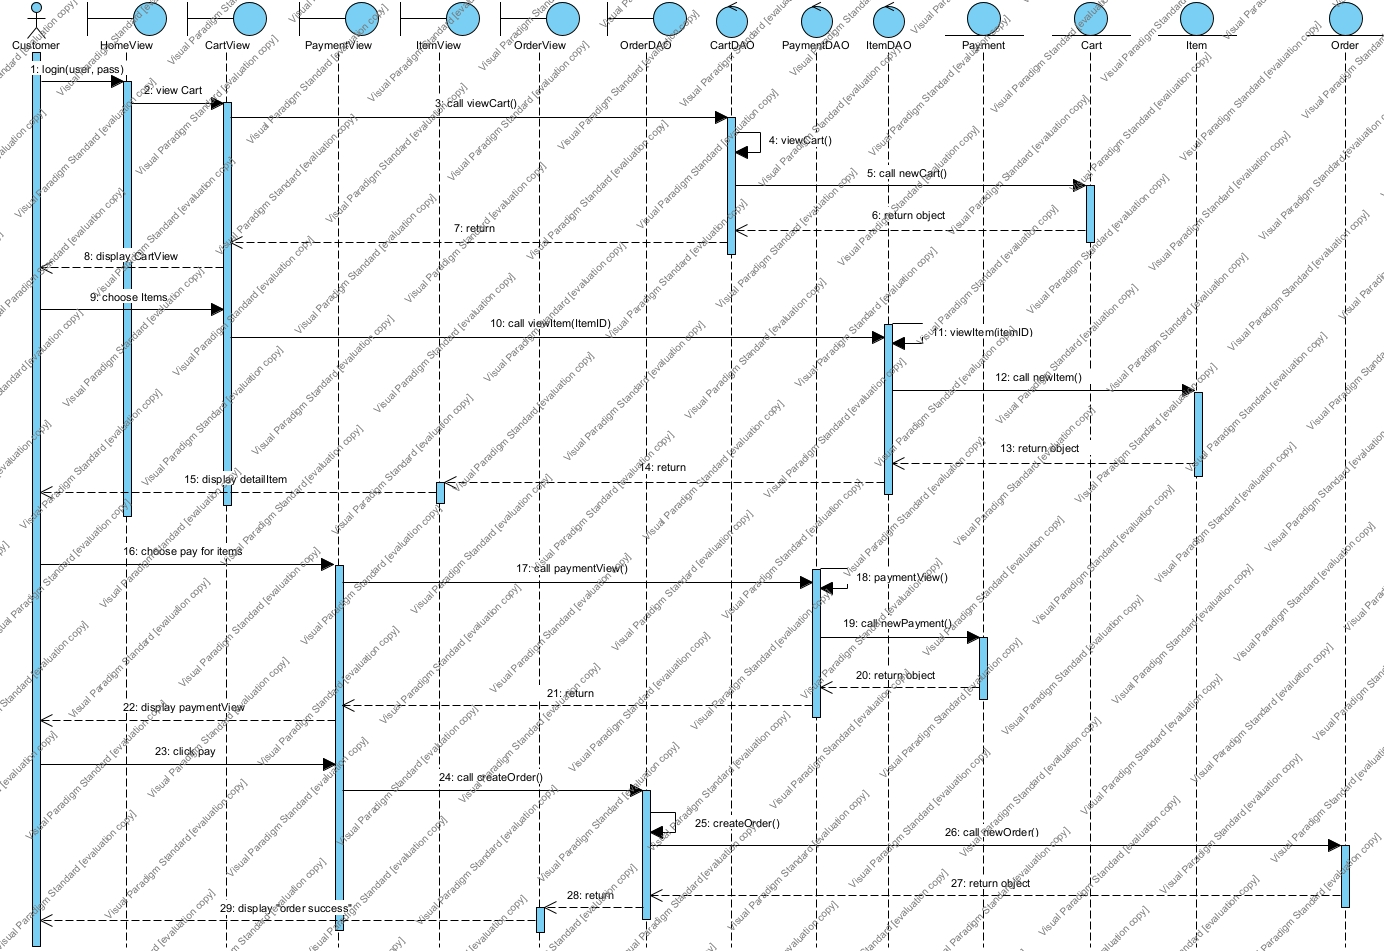 Customer
HomeView
CartView
PaymentView
ItemView
OrderView
OrderDAO
CartDAO
PaymentDAO
ItemDAO
Payment
Cart
Item
Order
1: login(user, pass)
2: view Cart
3: call viewCart()
4: viewCart()
5: call newCart()
6: return object
7: return
8: display CartView
9: choose Items
10: call viewItem(ItemID)
11: viewItem(itemID)
12: call newItem()
13: return object
14: return
15: display detailItem
16: choose pay for items
17: call paymentView()
18: paymentView()
19: call newPayment()
20: return object
21: return
22: display paymentView
23: click pay
24: call createOrder()
25: createOrder()
26: call newOrder()
27: return object
28: return
29: display "order success"
Visual Paradigm Standard [evaluation copy]